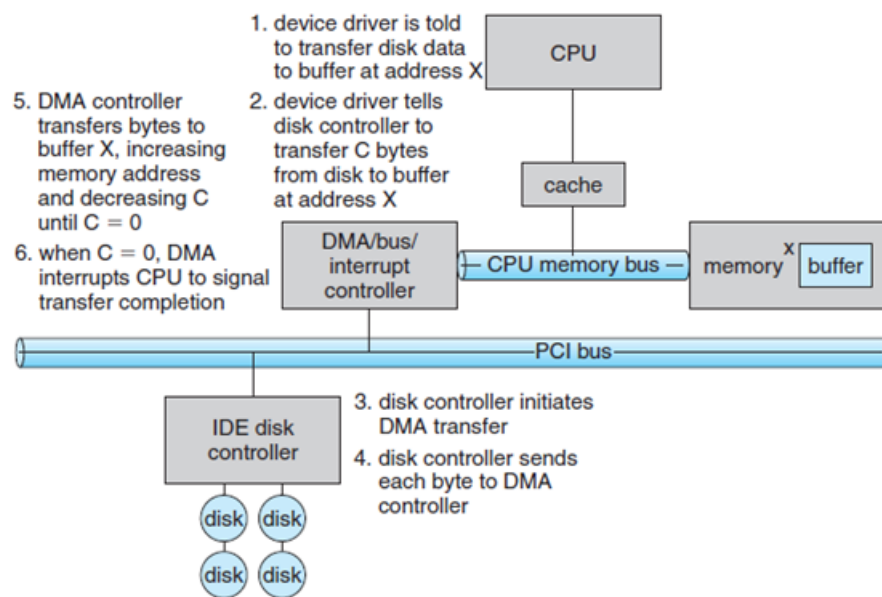 1. device driver is told
to transfer disk data
to buffer at address X
CPU
5. DMA controller
transfers bytes to
buffer X, increasing
memory address
and decreasing C
until C = 0
2. device driver tells
disk controller to
transfer C bytes
from disk to buffer
at address X
cache
6. when C = 0, DMA
interrupts CPU to signal
transfer completion
DMA/bus/
interrupt
controller
CPU memory bus
memory
x
buffer
PCI bus
IDE disk
controller
3. disk controller initiates
DMA transfer
4. disk controller sends
each byte to DMA
controller
disk
disk
disk
disk